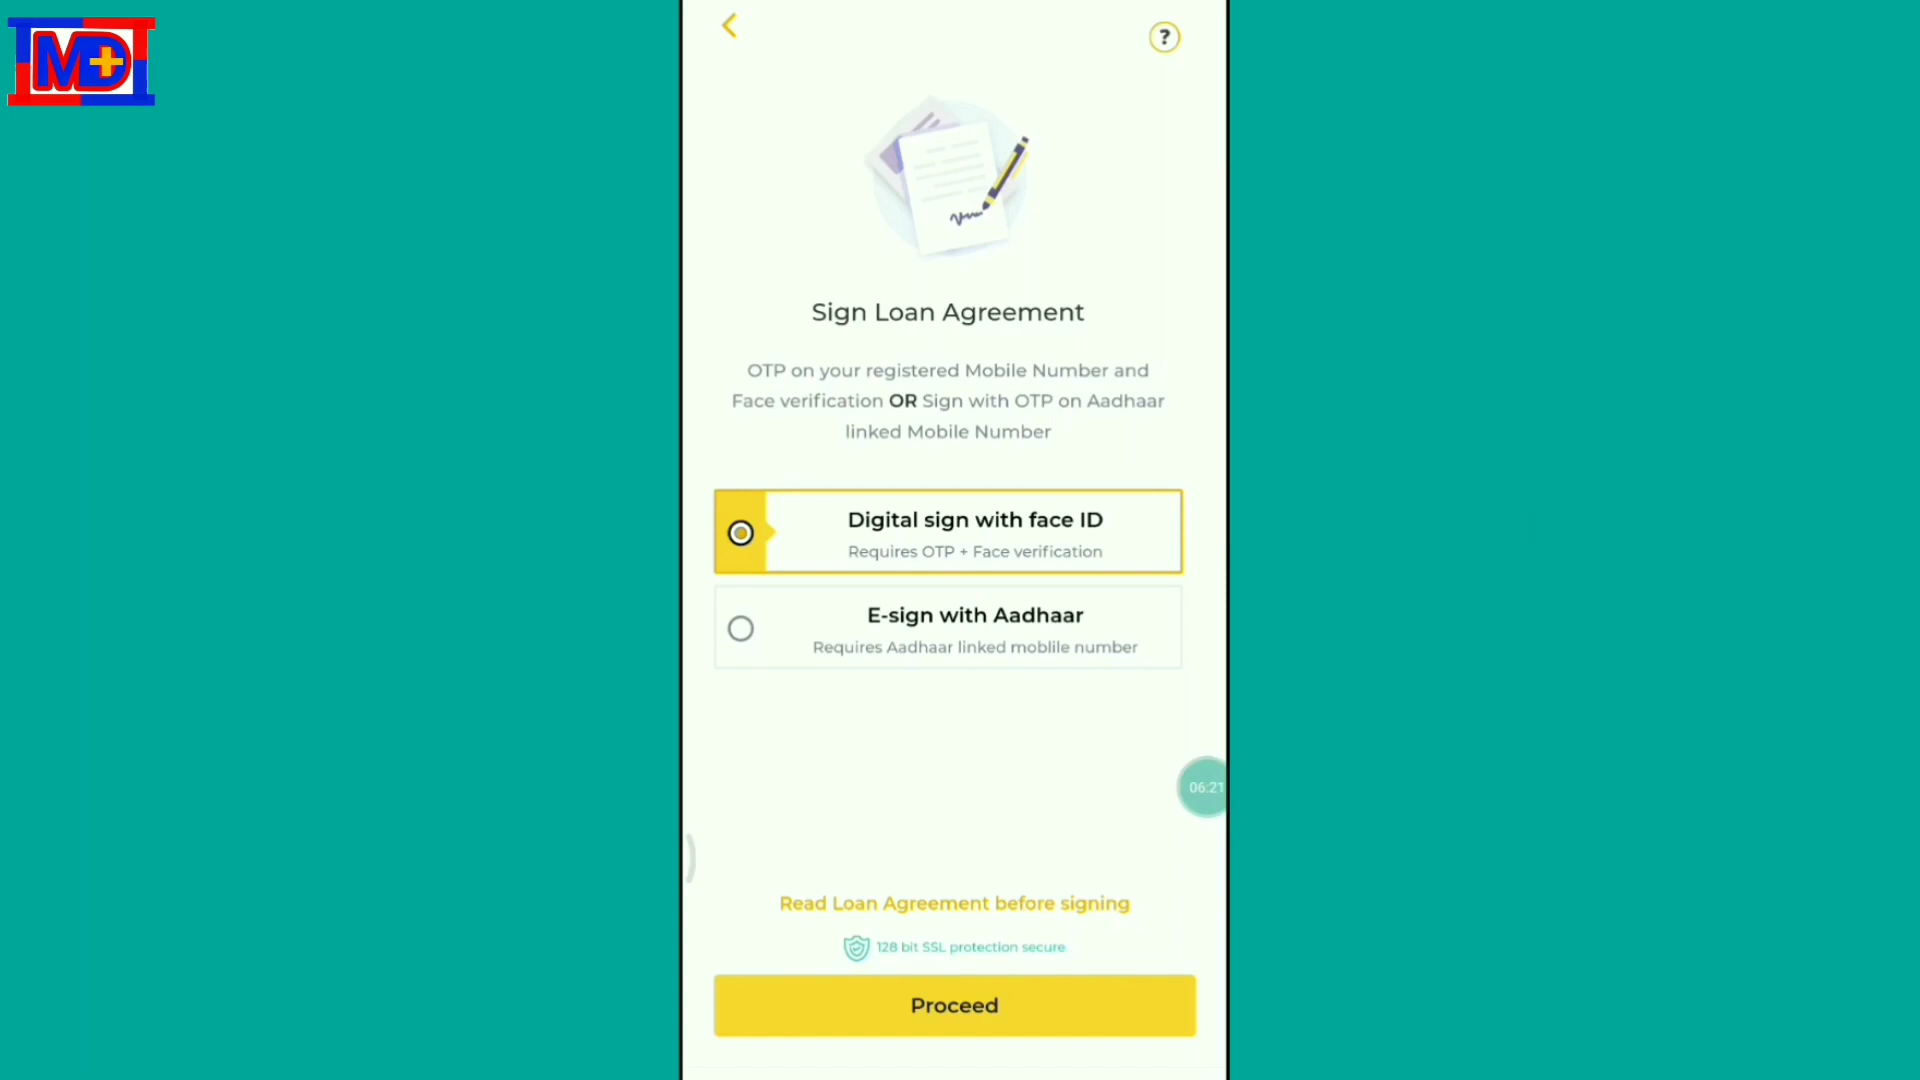 MD+
?
Sign Loan Agreement
OTP on your registered Mobile Number and
Face verification OR Sign with OTP on Aadhaar
linked Mobile Number
Digital sign with face ID
Requires OTP + Face verification
E-sign with Aadhaar
Requires Aadhaar linked moblile number
06:21
Read Loan Agreement before signing
128 bit SSL protection secure
Proceed